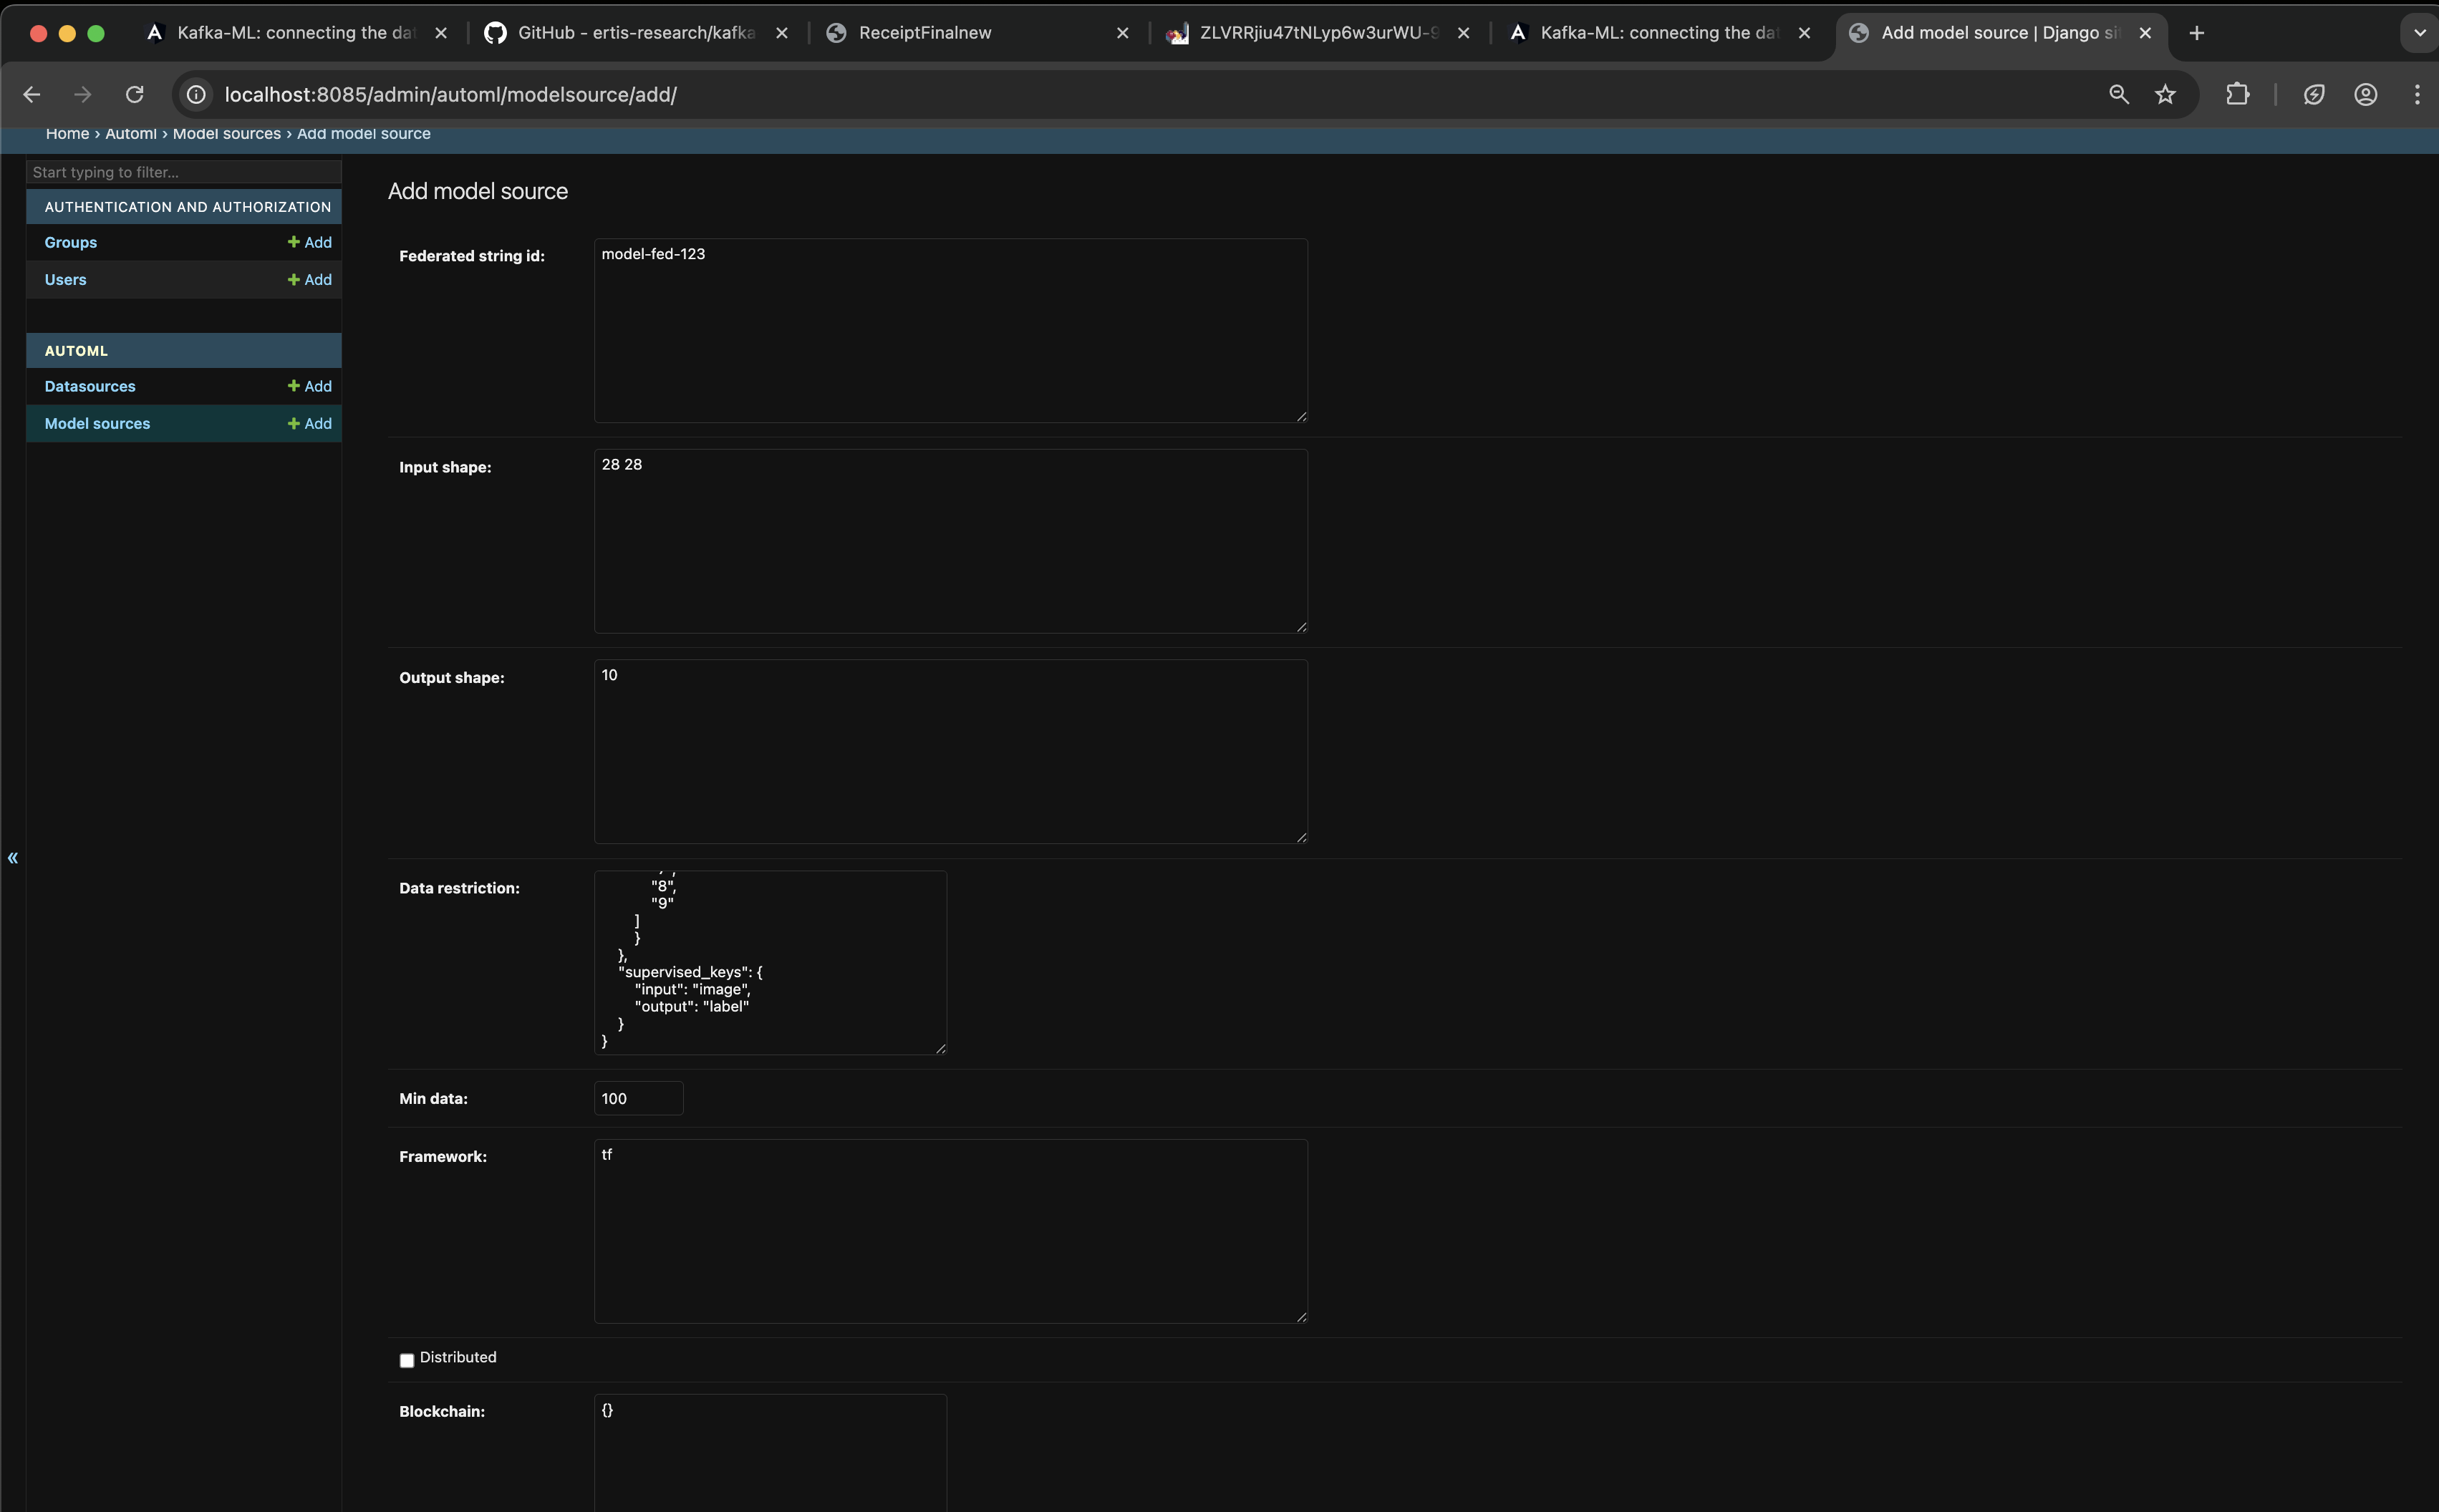 Kafka-ML: connecting the dat
GitHub - ertis-research/kafka
ReceiptFinalnew
ZLVRRjiu47tNLyp6w3urWU-9
Kafka-ML: connecting the dat
Add model source | Django sit
localhost:8085/admin/automl/modelsource/add/
Home › Automl › Model sources › Add model source
Start typing to filter...
AUTHENTICATION AND AUTHORIZATION
Groups + Add
Users + Add
AUTOML
Datasources + Add
Model sources + Add
«
Add model source
Federated string id: model-fed-123
Input shape: 28 28
Output shape: 10
Data restriction:
"8",
"9"
]
}
},
"supervised_keys": {
"input": "image",
"output": "label"
}
}
Min data: 100
Framework: tf
Distributed
Blockchain: {}